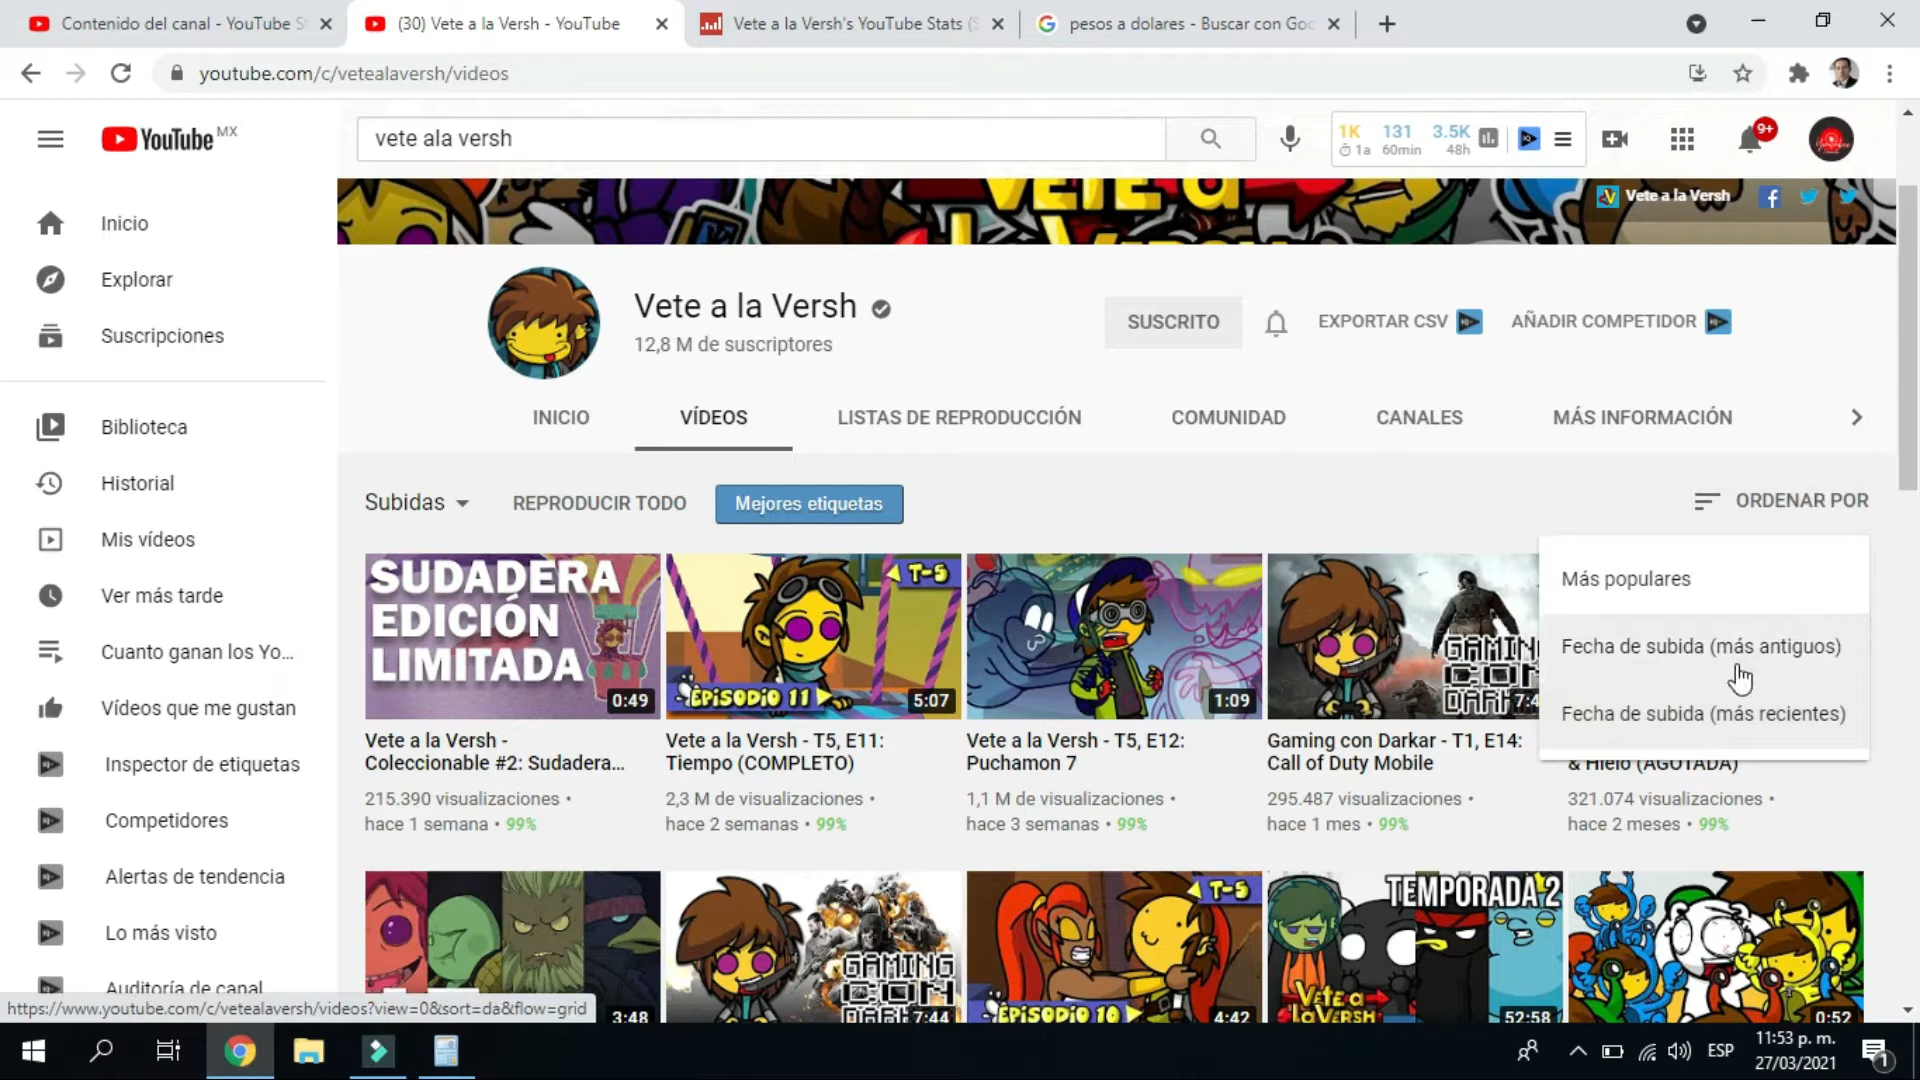 Contenido del canal - YouTube S
(30) Vete a la Versh - YouTube
Vete a la Versh's YouTube Stats (S
pesos a dolares - Buscar con Goo
youtube.com/c/vetealaversh/videos
YouTube MX
vete ala versh
1K 131 3.5K
1a 60min 48h
9+
VETE A
LA VERSH
Vete a la Versh
Vete a la Versh
12,8 M de suscriptores
SUSCRITO
EXPORTAR CSV
AÑADIR COMPETIDOR
INICIO
VÍDEOS
LISTAS DE REPRODUCCIÓN
COMUNIDAD
CANALES
MÁS INFORMACIÓN
Inicio
Explorar
Suscripciones
Biblioteca
Historial
Mis vídeos
Ver más tarde
Cuanto ganan los Yo...
Vídeos que me gustan
Inspector de etiquetas
Competidores
Alertas de tendencia
Lo más visto
Auditoría de canal
Subidas
REPRODUCIR TODO
Mejores etiquetas
ORDENAR POR
Más populares
Fecha de subida (más antiguos)
Fecha de subida (más recientes)
SUDADERA
EDICIÓN
LIMITADA
0:49
Vete a la Versh -
Coleccionable #2: Sudadera...
215.390 visualizaciones •
hace 1 semana • 99%
T-5
EPISODIO 11
5:07
Vete a la Versh - T5, E11:
Tiempo (COMPLETO)
2,3 M de visualizaciones •
hace 2 semanas • 99%
1:09
Vete a la Versh - T5, E12:
Puchamon 7
1,1 M de visualizaciones •
hace 3 semanas • 99%
GAMING
CON
DARK
7:4
Gaming con Darkar - T1, E14:
Call of Duty Mobile
295.487 visualizaciones •
hace 1 mes • 99%
& Hielo (AGOTADA)
321.074 visualizaciones •
hace 2 meses • 99%
3:48
GAMING
CON
DARK
7:44
T-5
EPISODIO 10
4:42
TEMPORADA 2
VETE a
la VERSH
52:58
0:52
https://www.youtube.com/c/vetealaversh/videos?view=0&sort=da&flow=grid
ESP
11:53 p. m.
27/03/2021
1